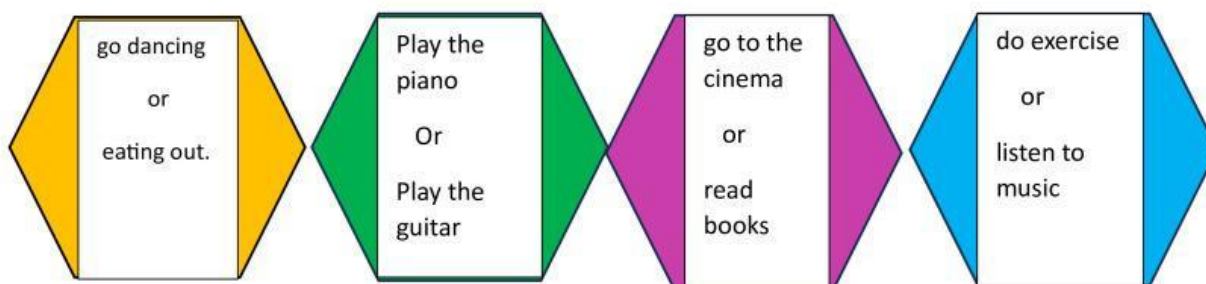 go dancing
or
eating out.
Play the
piano
Or
Play the
guitar
go to the
cinema
or
read
books
do exercise
or
listen to
music